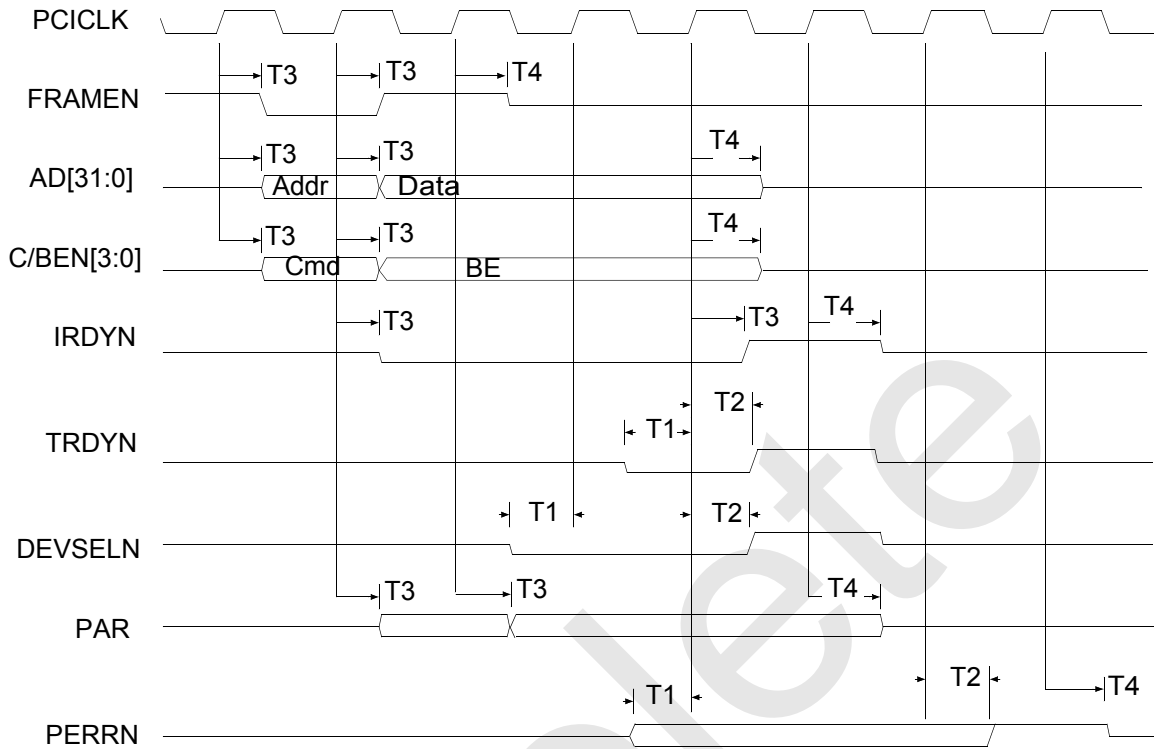 PCICLK
T3 T3 T4
FRAMEN
T3 T3 T4
AD[31:0]
Addr Data
T3 T3 T4
C/BEN[3:0]
Cmd BE
T3 T3 T4
IRDYN
T2
T1
TRDYN
T1 T2
DEVSELN
T3 T3 T4
PAR
T1 T2 T4
PERRN